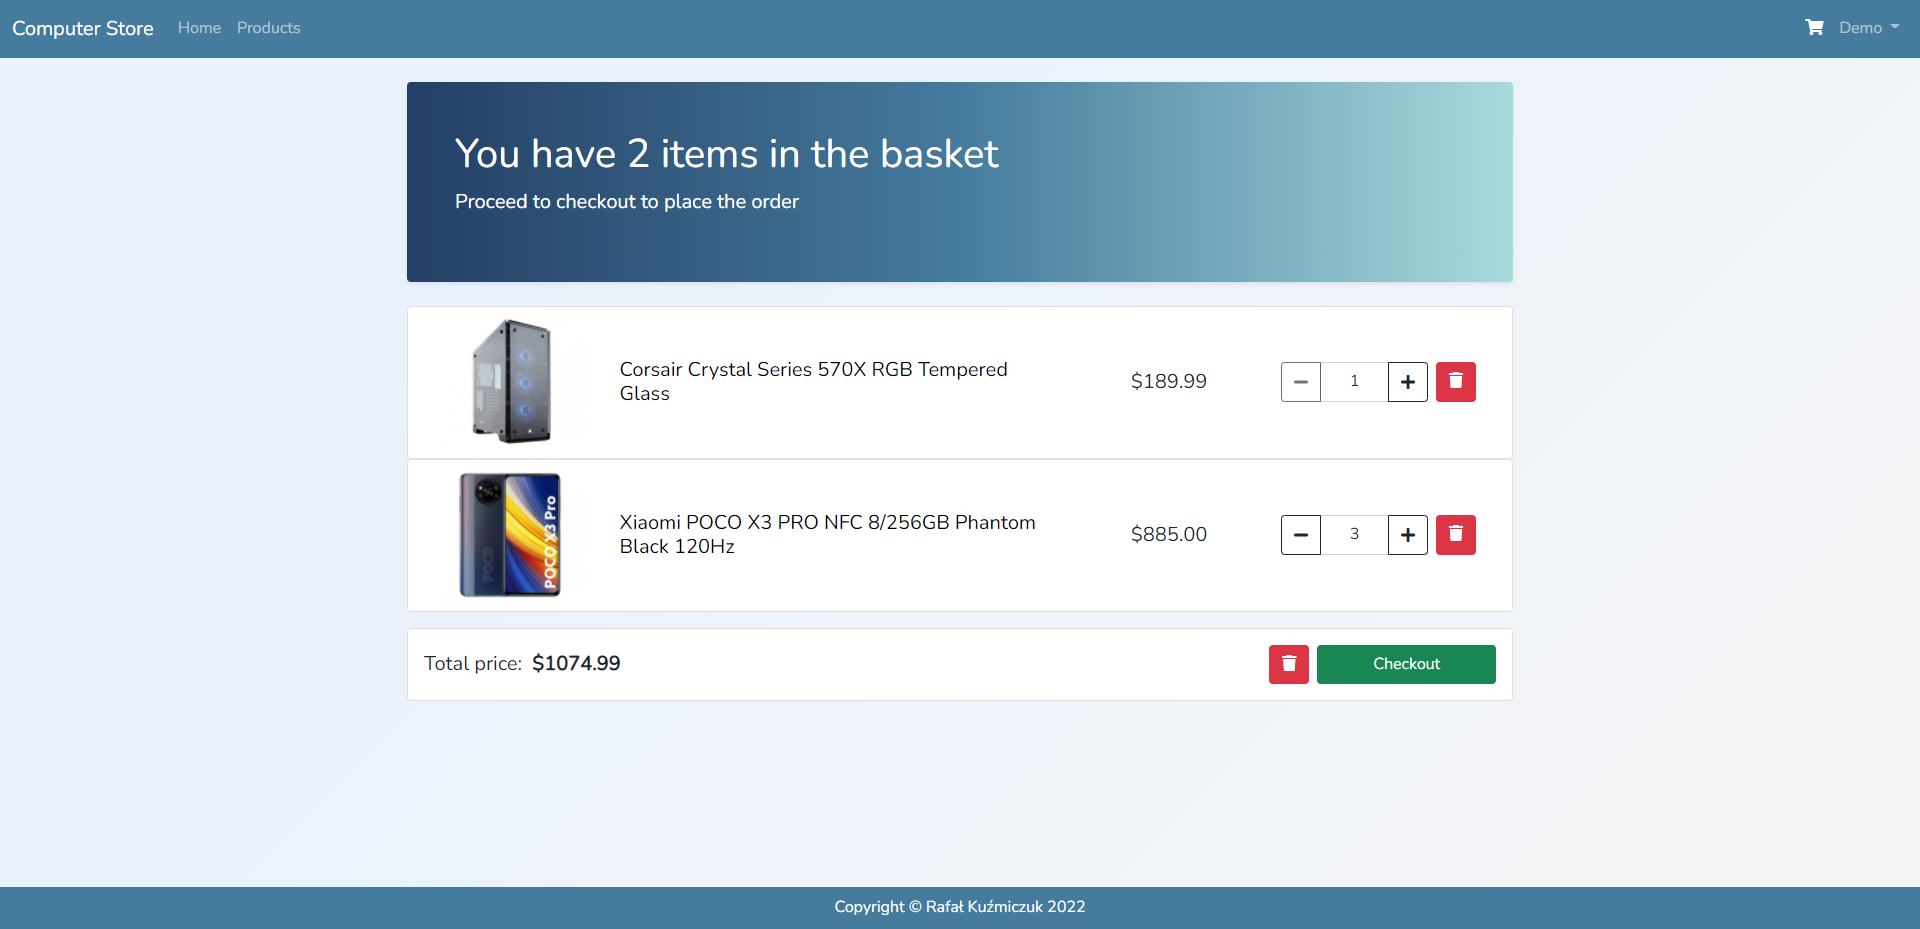 Computer Store Home Products Demo
You have 2 items in the basket
Proceed to checkout to place the order
Corsair Crystal Series 570X RGB Tempered
Glass
$189.99
1
POCO
POCO X3 Pro
Xiaomi POCO X3 PRO NFC 8/256GB Phantom
Black 120Hz
$885.00
3
Total price: $1074.99
Checkout
Copyright © Rafał Kuźmiczuk 2022